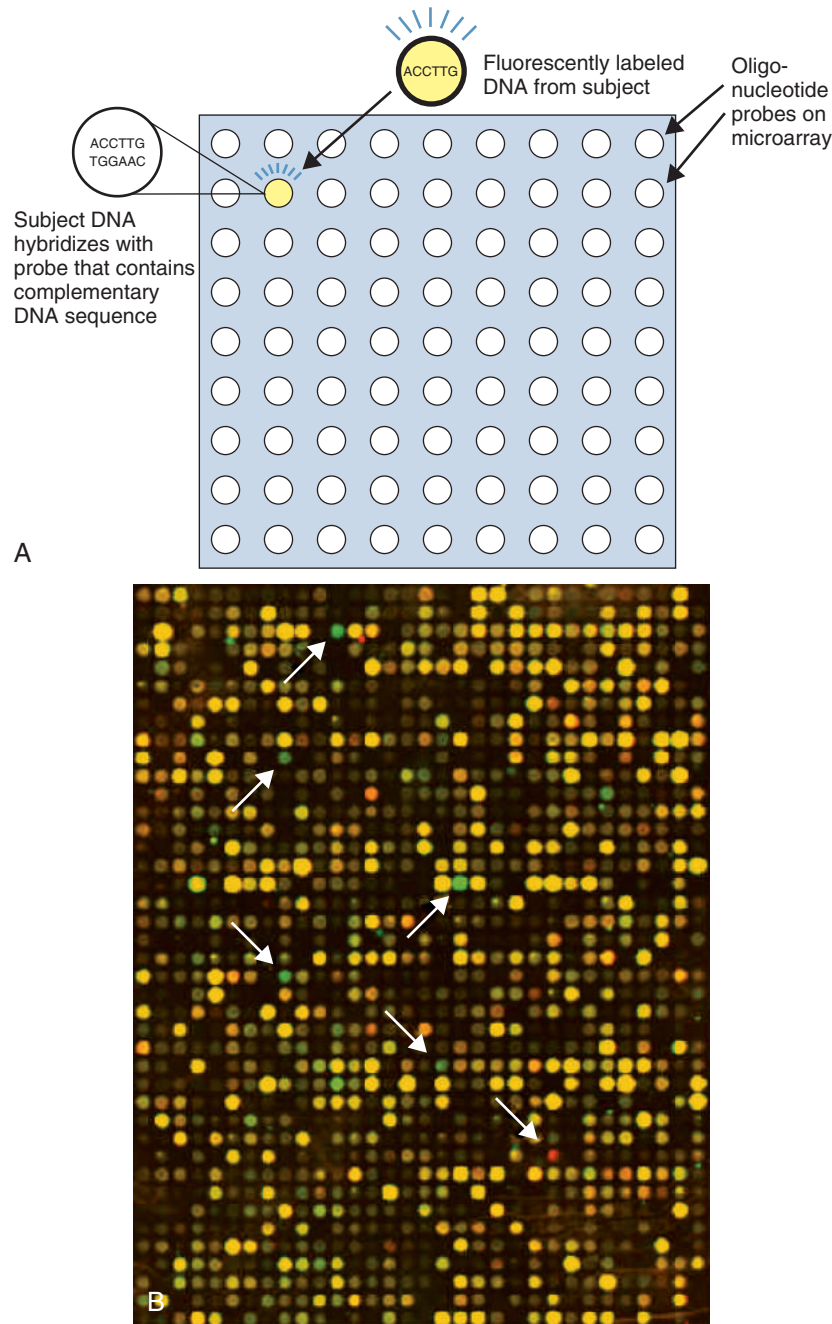 ACCTTG
Fluorescently labeled
DNA from subject
Oligo-
nucleotide
probes on
microarray
ACCTTG
TGGAAC
Subject DNA
hybridizes with
probe that contains
complementary
DNA sequence
A
B